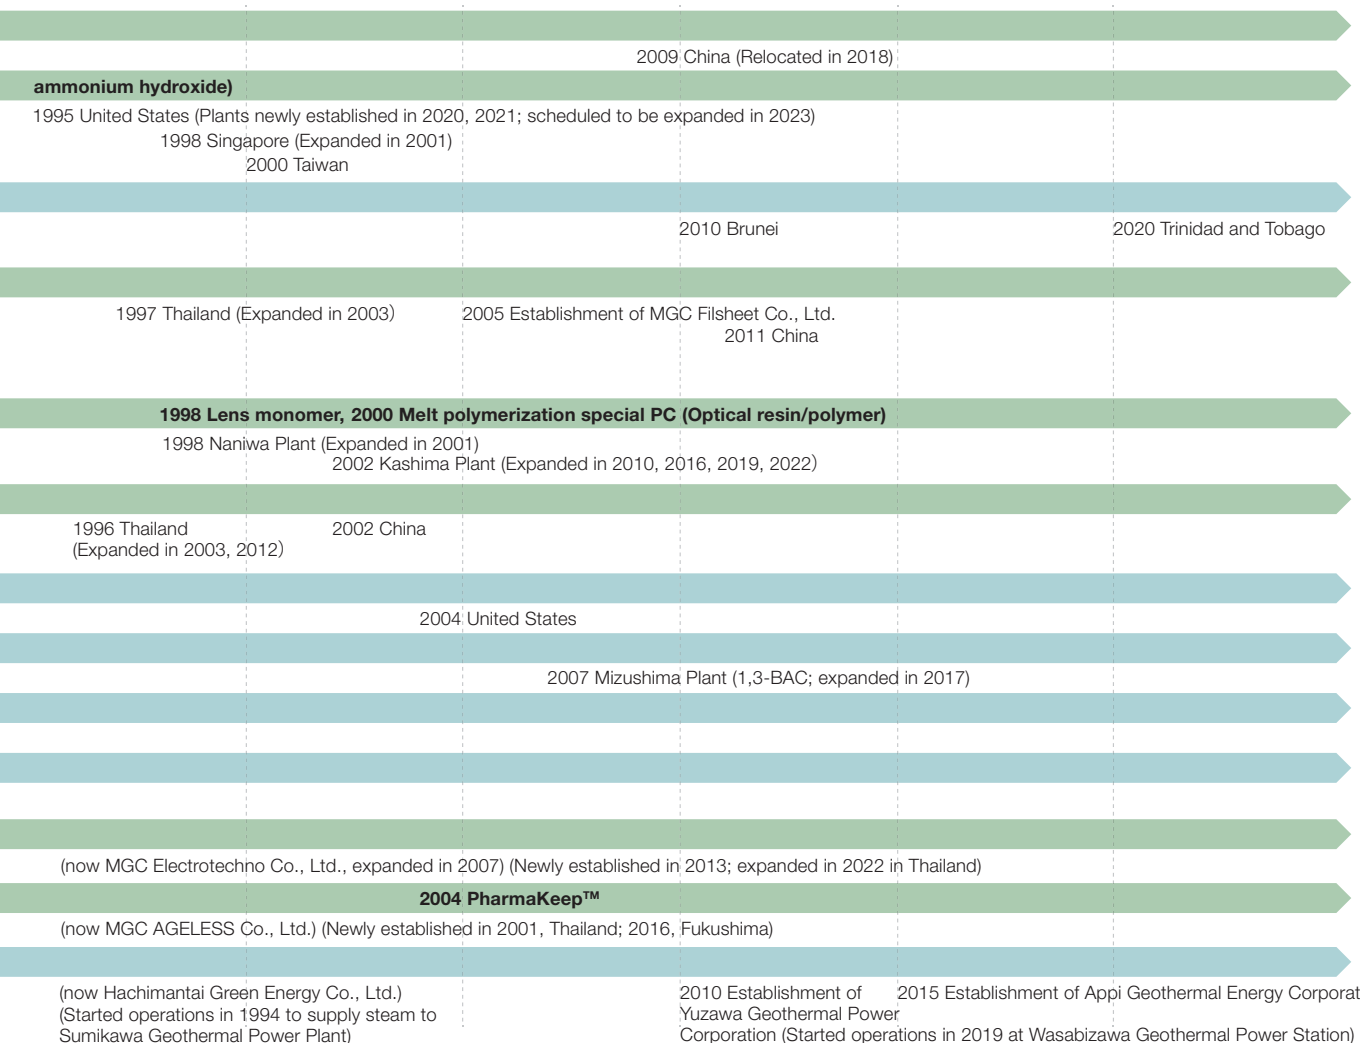 2009 China (Relocated in 2018)
ammonium hydroxide)
1995 United States (Plants newly established in 2020, 2021; scheduled to be expanded in 2023)
1998 Singapore (Expanded in 2001)
2000 Taiwan
2010 Brunei
2020 Trinidad and Tobago
1997 Thailand (Expanded in 2003)
2005 Establishment of MGC Filsheet Co., Ltd.
2011 China
1998 Lens monomer, 2000 Melt polymerization special PC (Optical resin/polymer)
1998 Naniwa Plant (Expanded in 2001)
2002 Kashima Plant (Expanded in 2010, 2016, 2019, 2022)
1996 Thailand
(Expanded in 2003, 2012)
2002 China
2004 United States
2007 Mizushima Plant (1,3-BAC; expanded in 2017)
(now MGC Electrotechno Co., Ltd., expanded in 2007) (Newly established in 2013; expanded in 2022 in Thailand)
2004 PharmaKeep™
(now MGC AGELESS Co., Ltd.) (Newly established in 2001, Thailand; 2016, Fukushima)
(now Hachimantai Green Energy Co., Ltd.)
(Started operations in 1994 to supply steam to
Sumikawa Geothermal Power Plant)
2010 Establishment of
Yuzawa Geothermal Power
Corporation (Started operations in 2019 at Wasabizawa Geothermal Power Station)
2015 Establishment of Appi Geothermal Energy Corporat